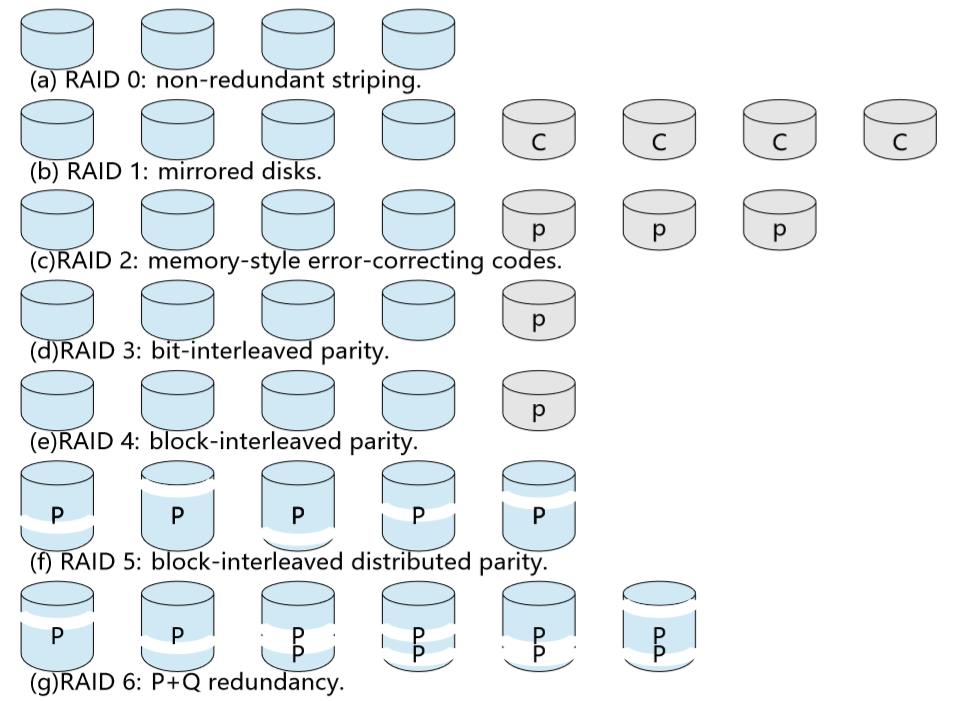 (a) RAID 0: non-redundant striping.
C C C C
(b) RAID 1: mirrored disks.
p p p
(c)RAID 2: memory-style error-correcting codes.
p
(d)RAID 3: bit-interleaved parity.
p
(e)RAID 4: block-interleaved parity.
P P P P P
(f) RAID 5: block-interleaved distributed parity.
P P P P P P
P P P P
(g)RAID 6: P+Q redundancy.